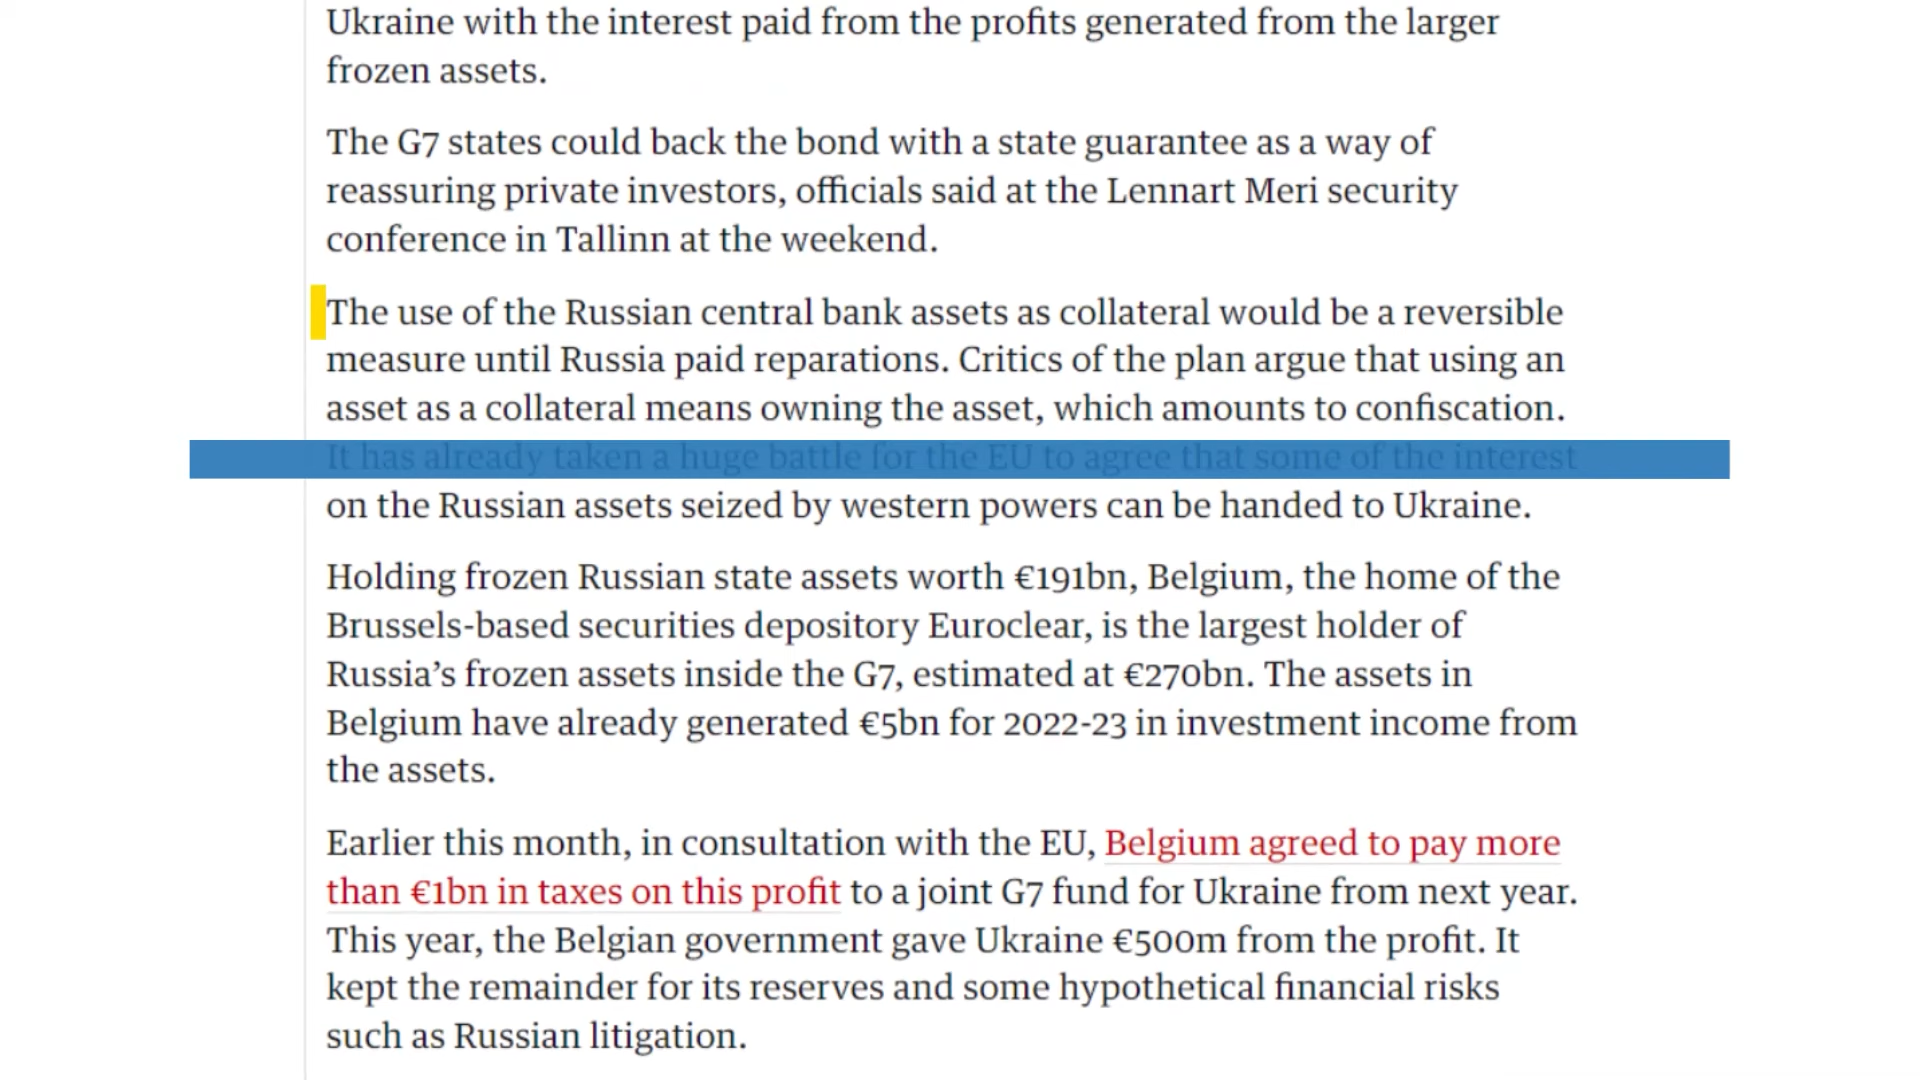 Ukraine with the interest paid from the profits generated from the larger
frozen assets.
The G7 states could back the bond with a state guarantee as a way of
reassuring private investors, officials said at the Lennart Meri security
conference in Tallinn at the weekend.
The use of the Russian central bank assets as collateral would be a reversible
measure until Russia paid reparations. Critics of the plan argue that using an
asset as a collateral means owning the asset, which amounts to confiscation.
It has already taken a huge battle for the EU to agree that some of the interest
on the Russian assets seized by western powers can be handed to Ukraine.
Holding frozen Russian state assets worth €191bn, Belgium, the home of the
Brussels-based securities depository Euroclear, is the largest holder of
Russia’s frozen assets inside the G7, estimated at €270bn. The assets in
Belgium have already generated €5bn for 2022-23 in investment income from
the assets.
Earlier this month, in consultation with the EU, Belgium agreed to pay more
than €1bn in taxes on this profit to a joint G7 fund for Ukraine from next year.
This year, the Belgian government gave Ukraine €500m from the profit. It
kept the remainder for its reserves and some hypothetical financial risks
such as Russian litigation.